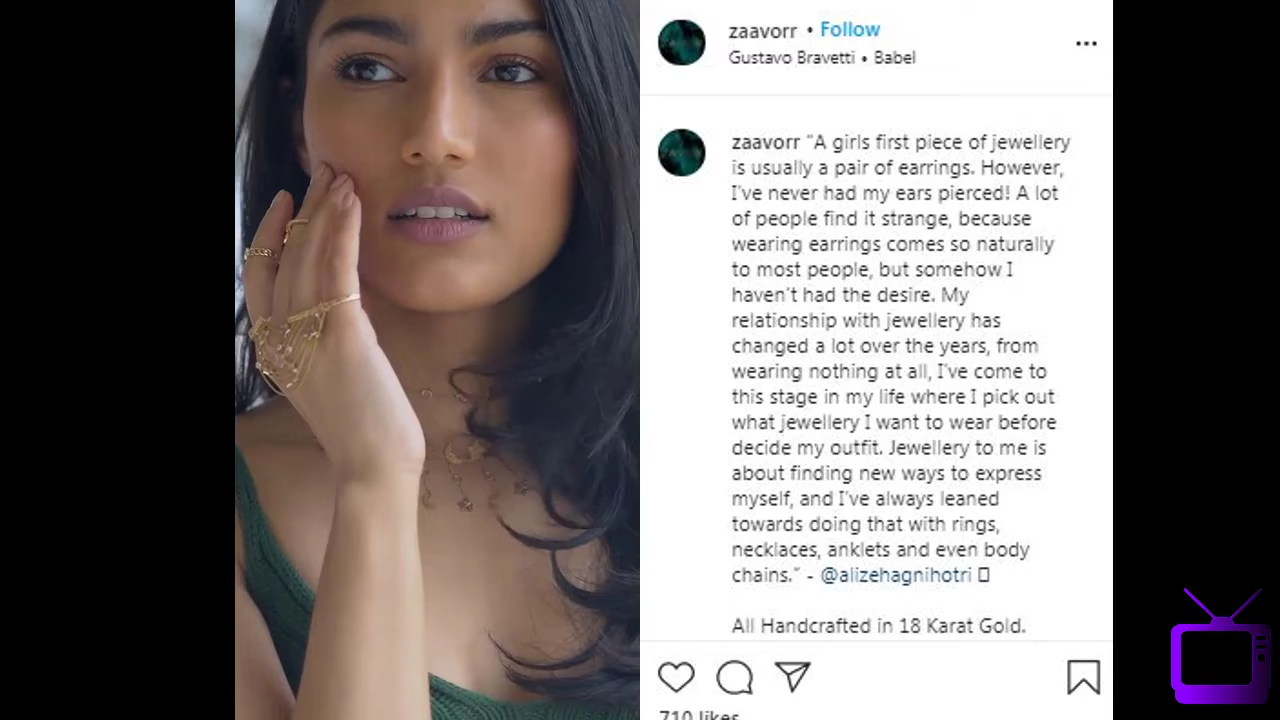 zaavorr • Follow
Gustavo Bravetti • Babel
zaavorr "A girls first piece of jewellery
is usually a pair of earrings. However,
I've never had my ears pierced! A lot
of people find it strange, because
wearing earrings comes so naturally
to most people, but somehow I
haven't had the desire. My
relationship with jewellery has
changed a lot over the years, from
wearing nothing at all, I've come to
this stage in my life where I pick out
what jewellery I want to wear before
decide my outfit. Jewellery to me is
about finding new ways to express
myself, and I've always leaned
towards doing that with rings,
necklaces, anklets and even body
chains." - @alizehagnihotri
All Handcrafted in 18 Karat Gold.
710 likes